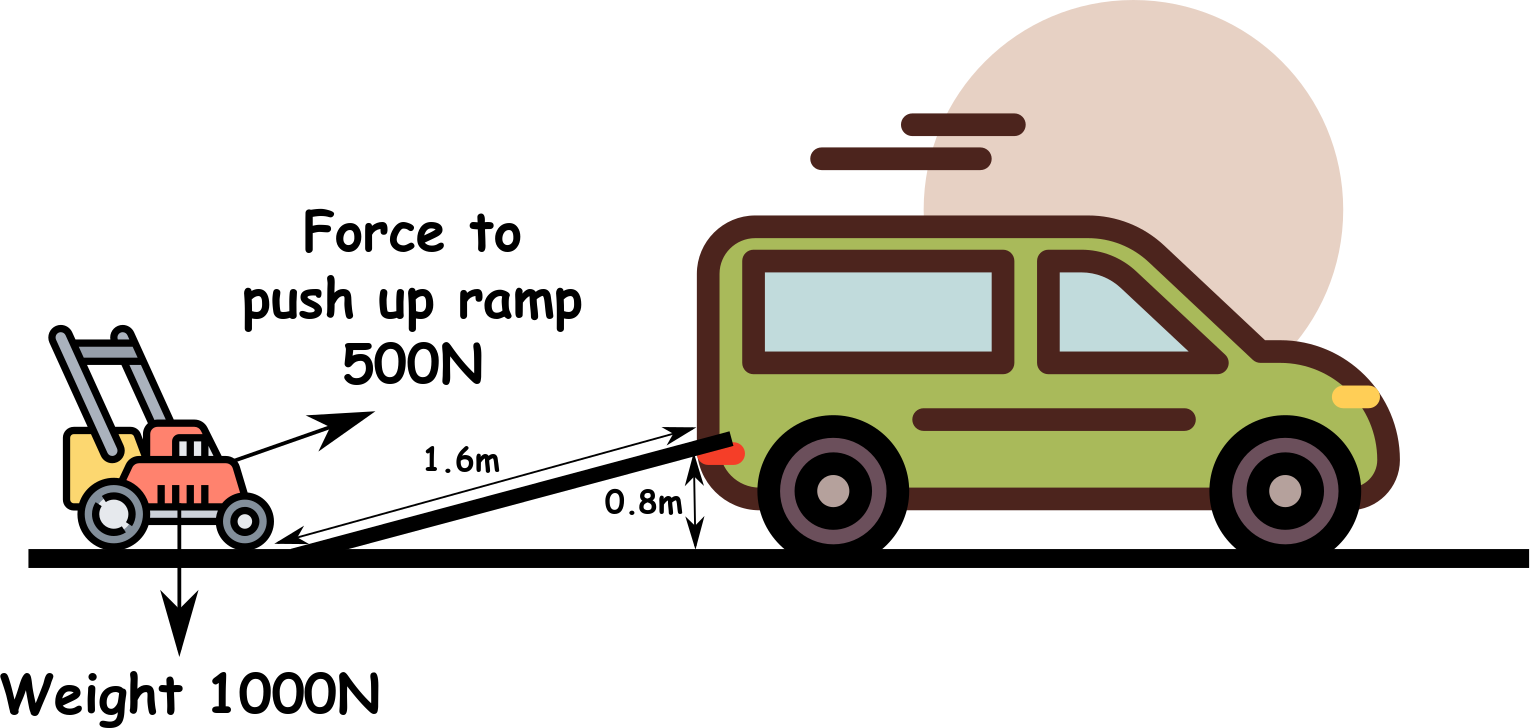 Force to
push up ramp
500N
1.6m
0.8m
Weight 1000N